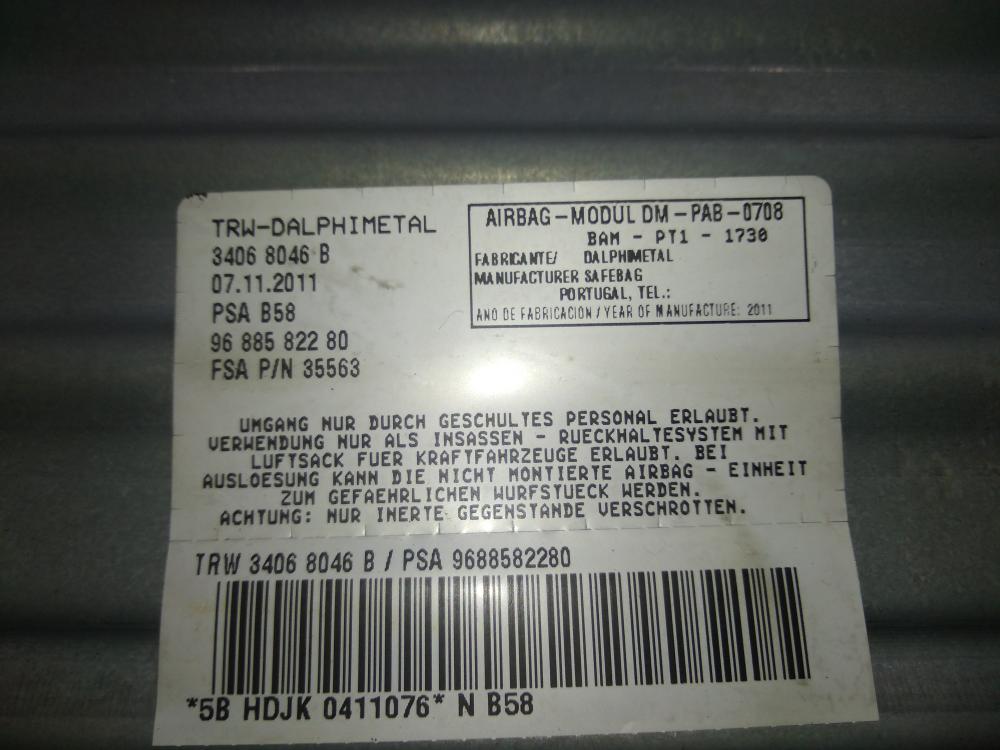 TRW-DALPHIMETAL
3406 8046 B
07.11.2011
PSA B58
96 885 822 80
FSA P/N 35563
AIRBAG-MODUL DM-PAB-0708
BAM - PT1 - 1730
FABRICANTE/ DALPHIMETAL
MANUFACTURER SAFEBAG
PORTUGAL, TEL.:
ANO DE FABRICACION / YEAR OF MANUFACTURE: 2011
UMGANG NUR DURCH GESCHULTES PERSONAL ERLAUBT.
VERWENDUNG NUR ALS INSASSEN - RUECKHALTESYSTEM MIT
LUFTSACK FUER KRAFTFAHRZEUGE ERLAUBT. BEI
AUSLOESUNG KANN DIE NICHT MONTIERTE AIRBAG - EINHEIT
ZUM GEFAEHRLICHEN WURFSTUECK WERDEN.
ACHTUNG: NUR INERTE GEGENSTANDE VERSCHROTTEN.
TRW 3406 8046 B / PSA 9688582280
*5B HDJK 0411076* N B58